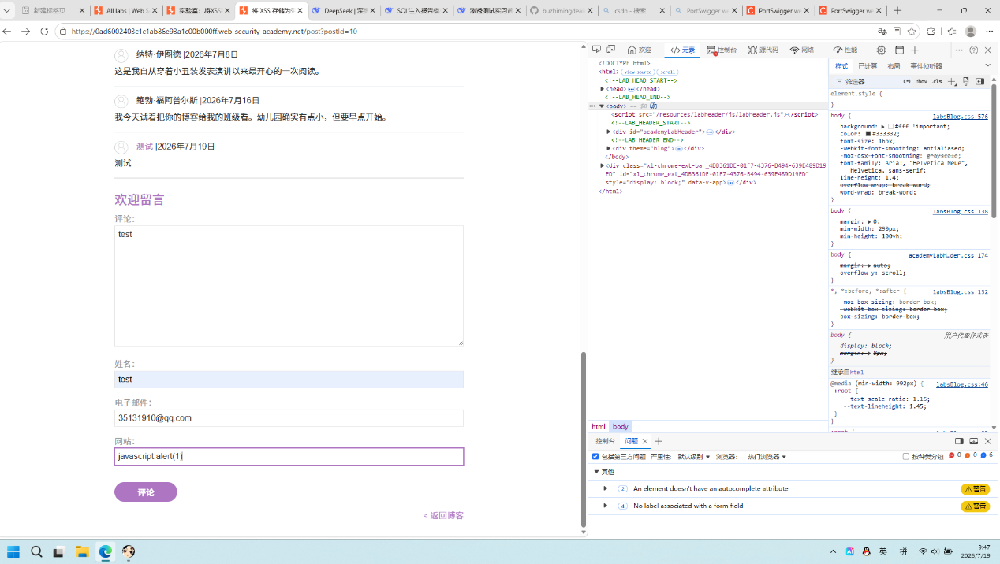 新建标签页
All labs | Web S
实验室：将XSS
将 XSS 存储为
DeepSeek | 深度
SQL注入报告模
渗透测试实习面
buzhimingdea
csdn - 搜索
PortSwigger w
PortSwigger we
PortSwigger we
https://0ad6002403c1c1ab86e93a1c00b000ff.web-security-academy.net/post?postId=10
纳特·伊图德 |2026年7月8日
这是我自从穿着小丑装发表演讲以来最开心的一次阅读。
鲍勃·福阿普尔斯 |2026年7月16日
我今天试着把你的博客给我的班级看。幼儿园确实有点小，但要早点开始。
测试 |2026年7月19日
测试
欢迎留言
评论：
test
姓名：
test
电子邮件：
35131910@qq.com
网站：
javascript:alert(1)
评论
< 返回博客
欢迎
</> 元素
控制台
源代码
网络
性能
<!DOCTYPE html>
<html> view-source scroll
<!--LAB_HEAD_START-->
<head>…</head>
<!--LAB_HEAD_END-->
<body> == $0
<script src="/resources/labheader/js/labHeader.js"></script>
<!--LAB_HEADER_START-->
<div id="academyLabHeader">…</div>
<!--LAB_HEADER_END-->
<div theme="blog">…</div>
</body>
<div class="xl-chrome-ext-bar_4DB361DE-01F7-4376-B494-639E489D19
ED" id="xl_chrome_ext_4DB361DE-01F7-4376-B494-639E489D19ED"
style="display: block;" data-v-app>…</div>
</html>
html body
样式 已计算 布局 事件侦听器
筛选器 :hov .cls
element.style {
}
body { labsBlog.css:576
background: #fff !important;
color: #333332;
font-size: 16px;
-webkit-font-smoothing: antialiased;
-moz-osx-font-smoothing: grayscale;
font-family: Arial, "Helvetica Neue",
Helvetica, sans-serif;
line-height: 1.4;
overflow-wrap: break-word;
word-wrap: break-word;
}
body { labsBlog.css:138
margin: 0;
min-width: 290px;
min-height: 100vh;
}
body { academyLabH…der.css:174
margin: auto;
overflow-y: scroll;
}
*, *:before, *:after { labsBlog.css:132
-moz-box-sizing: border-box;
-webkit-box-sizing: border-box;
box-sizing: border-box;
}
body { 用户代理样式表
display: block;
margin: 8px;
}
继承自html
@media (min-width: 992px) { labsBlog.css:46
:root {
--text-scale-ratio: 1.15;
--text-lineheight: 1.45;
}
}
控制台 问题
包括第三方问题 严重性: 默认级别 浏览器: 热门浏览器 按种类分组 0 0 6
其他
2 An element doesn't have an autocomplete attribute 警告
4 No label associated with a form field 警告
英 拼
9:47
2026/7/19